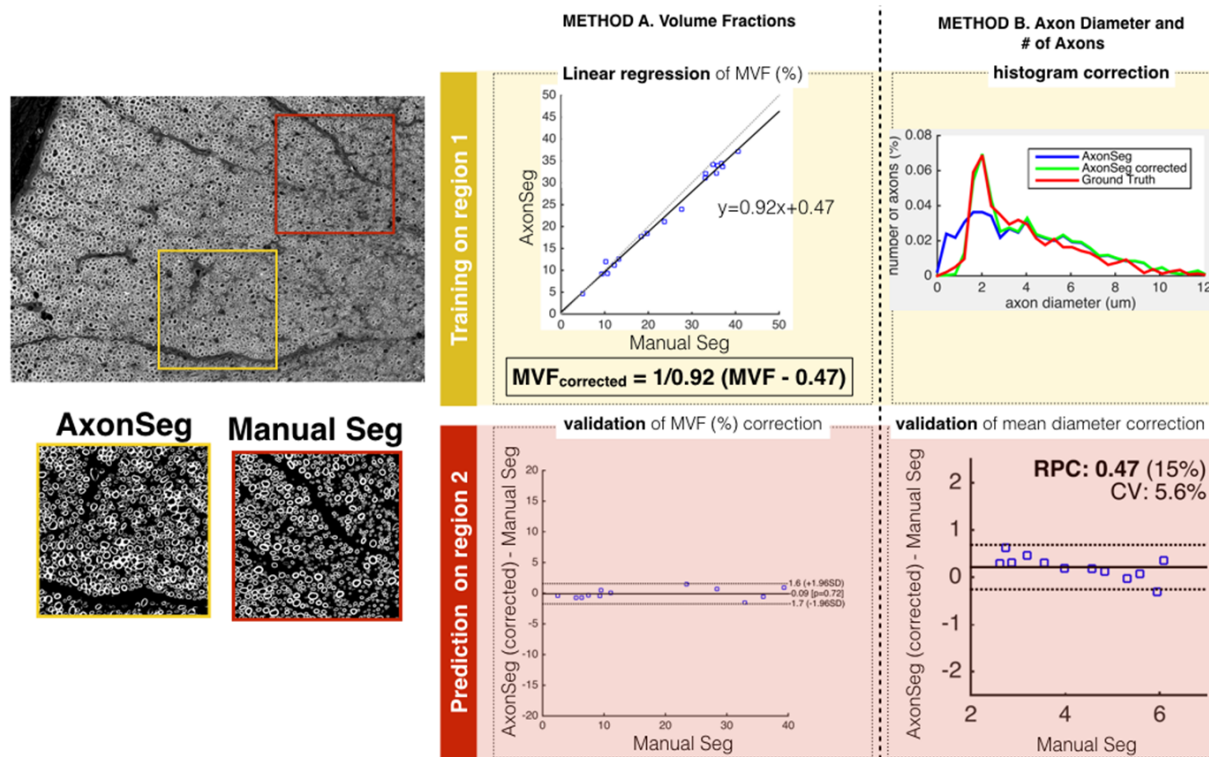 METHOD A. Volume Fractions
METHOD B. Axon Diameter and
# of Axons
Training on region 1
Linear regression of MVF (%)
50
45
40
35
30
25
20
15
10
5
0
AxonSeg
y=0.92x+0.47
0 10 20 30 40 50
Manual Seg
MVFcorrected = 1/0.92 (MVF - 0.47)
histogram correction
number of axons (%)
0.08
0.06
0.04
0.02
0
AxonSeg
AxonSeg corrected
Ground Truth
0 2 4 6 8 10 12
axon diameter (um)
AxonSeg
Manual Seg
Prediction on region 2
validation of MVF (%) correction
AxonSeg (corrected) - Manual Seg
20
15
10
5
0
-5
-10
-15
-20
1.6 (+1.96SD)
0.09 [p=0.72]
1.7 (-1.96SD)
0 10 20 30 40
Manual Seg
validation of mean diameter correction
AxonSeg (corrected) - Manual Seg
2
1
0
-1
-2
RPC: 0.47 (15%)
CV: 5.6%
2 4 6
Manual Seg